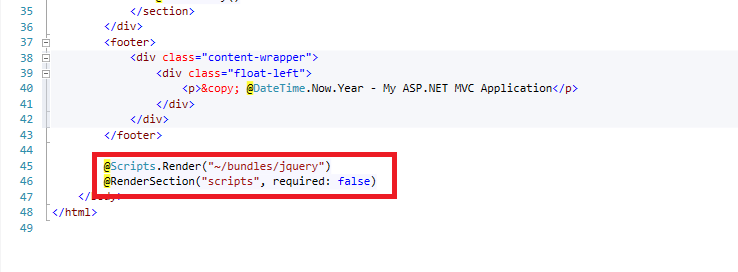 35 </section>
36 </div>
37 <footer>
38 <div class="content-wrapper">
39 <div class="float-left">
40 <p>&copy; @DateTime.Now.Year - My ASP.NET MVC Application</p>
41 </div>
42 </div>
43 </footer>
44
45 @Scripts.Render("~/bundles/jquery")
46 @RenderSection("scripts", required: false)
47 </body>
48 </html>
49